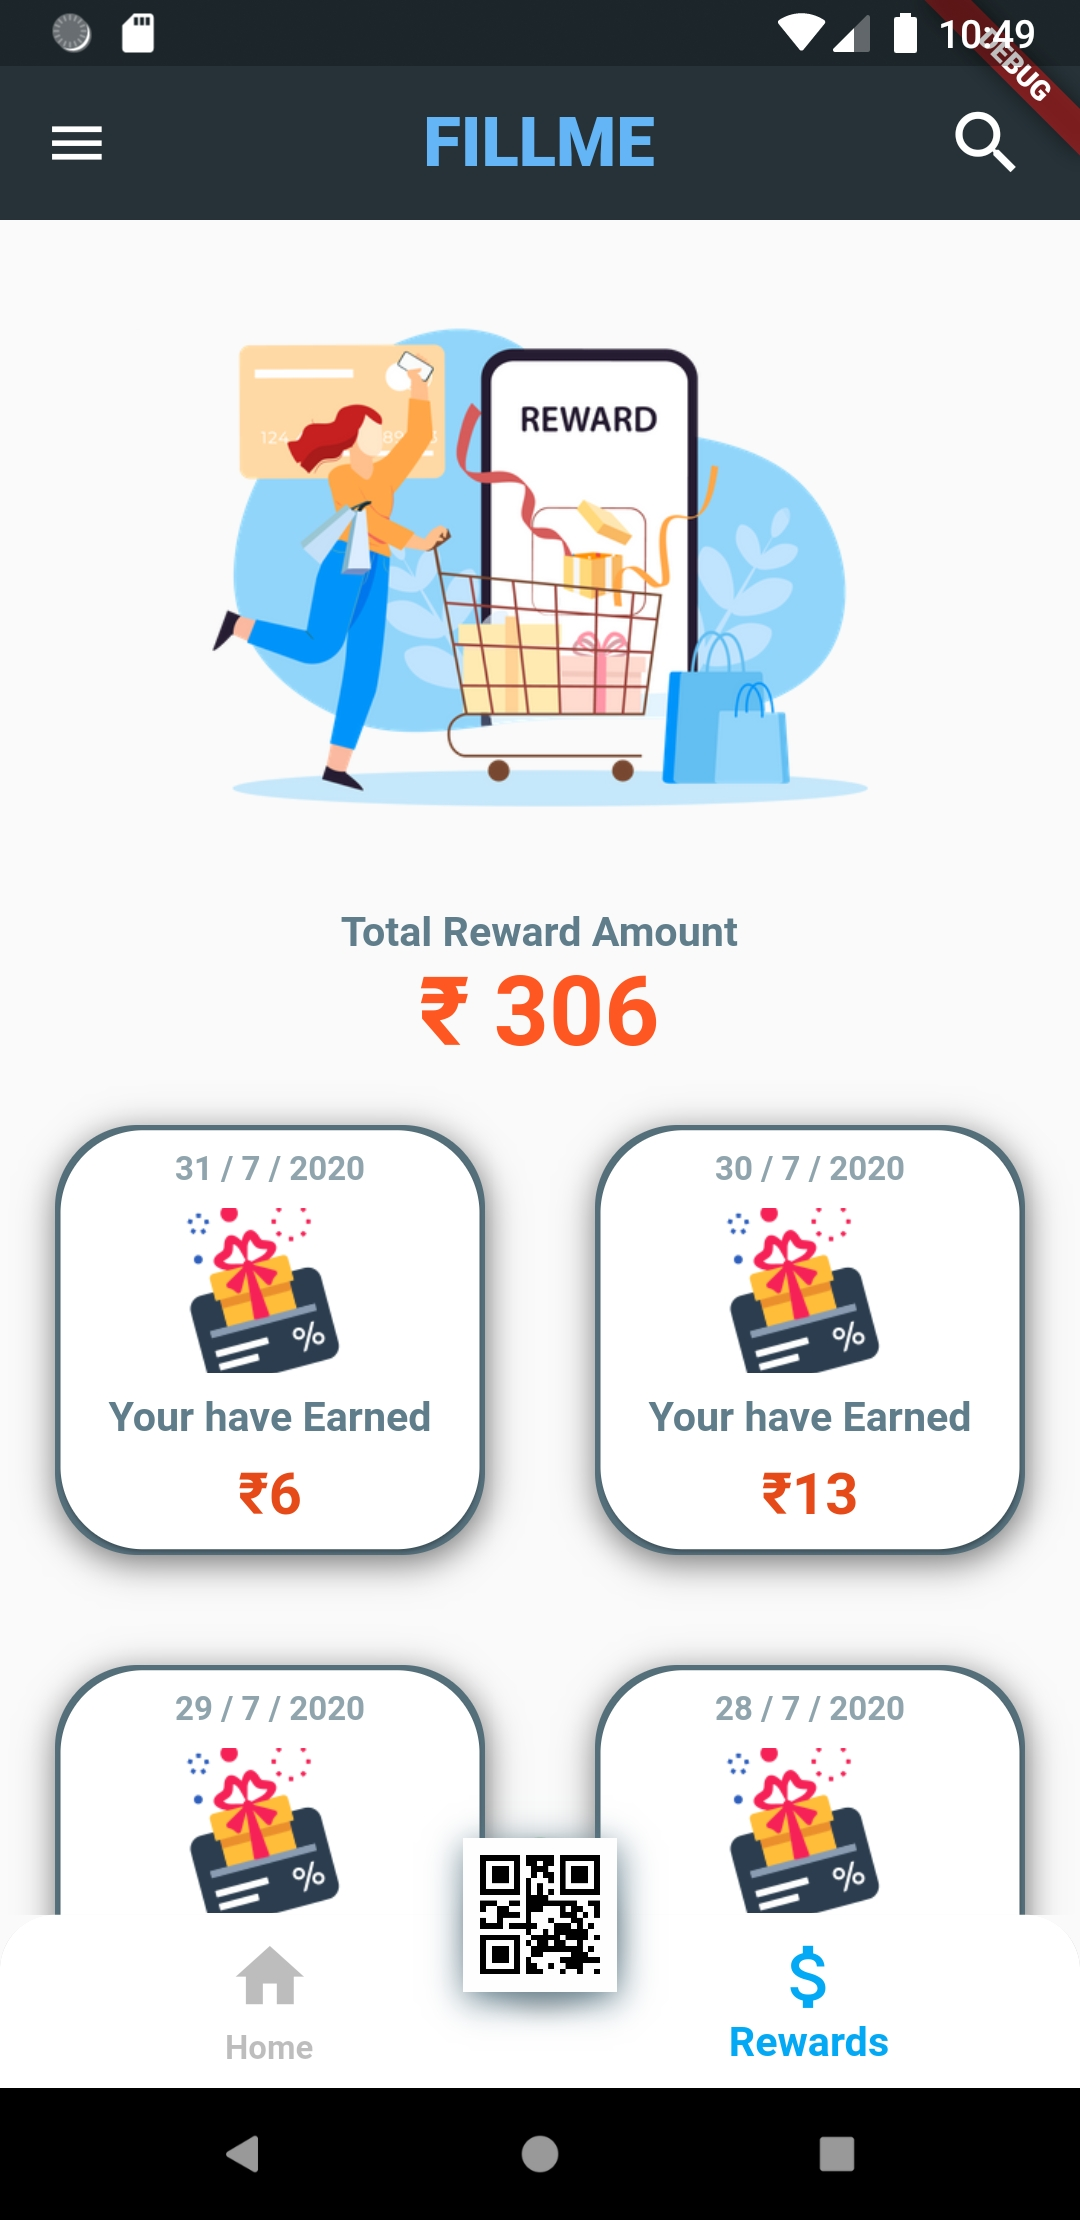 10:49
DEBUG
FILLME
REWARD
Total Reward Amount
₹ 306
31 / 7 / 2020
Your have Earned
₹6
30 / 7 / 2020
Your have Earned
₹13
29 / 7 / 2020
28 / 7 / 2020
Home
Rewards